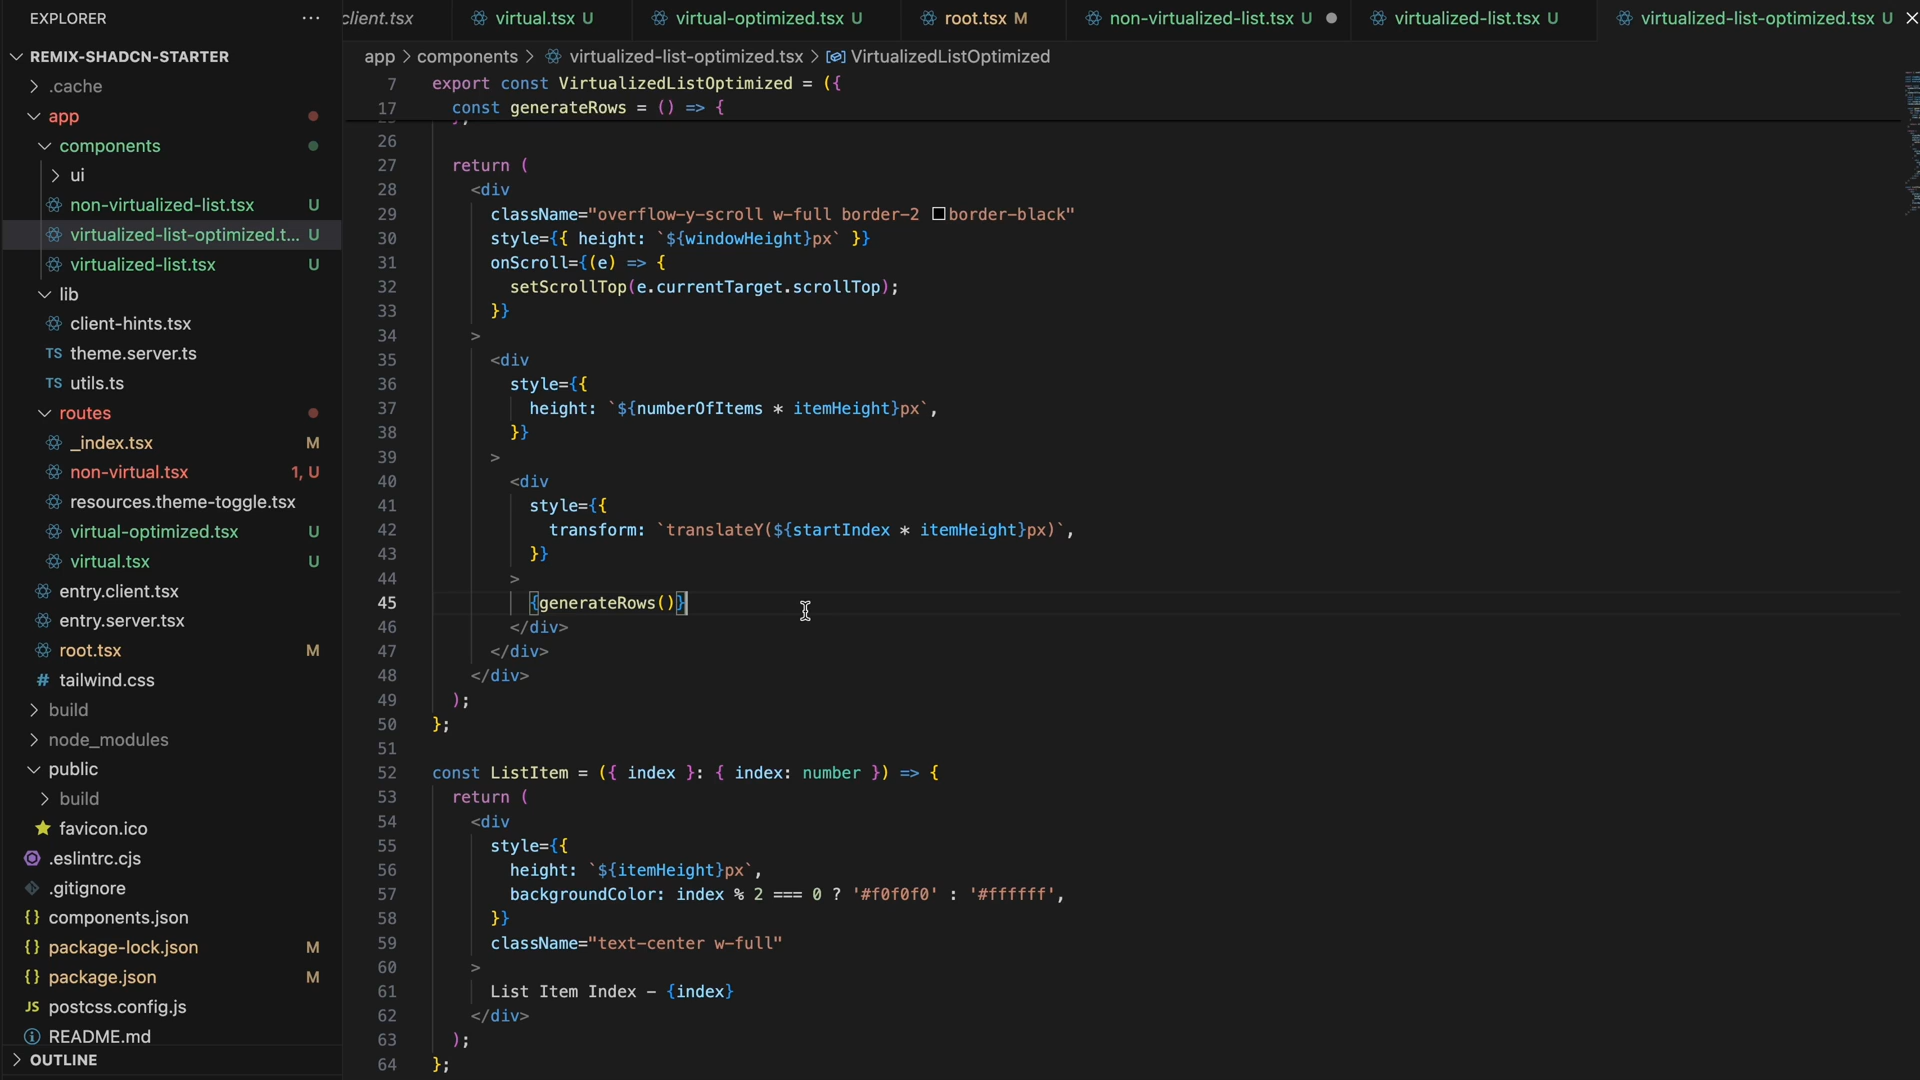 EXPLORER
REMIX-SHADCN-STARTER
.cache
app
components
ui
non-virtualized-list.tsx U
virtualized-list-optimized.t... U
virtualized-list.tsx U
lib
client-hints.tsx
TS theme.server.ts
TS utils.ts
routes
_index.tsx M
non-virtual.tsx 1, U
resources.theme-toggle.tsx
virtual-optimized.tsx U
virtual.tsx U
entry.client.tsx
entry.server.tsx
root.tsx M
# tailwind.css
build
node_modules
public
build
favicon.ico
.eslintrc.cjs
.gitignore
{} components.json
{} package-lock.json M
{} package.json M
JS postcss.config.js
README.md
OUTLINE
client.tsx virtual.tsx U virtual-optimized.tsx U root.tsx M non-virtualized-list.tsx U virtualized-list.tsx U virtualized-list-optimized.tsx U
app > components > virtualized-list-optimized.tsx > VirtualizedListOptimized
7 export const VirtualizedListOptimized = ({
17 const generateRows = () => {
26
27 return (
28 <div
29 className="overflow-y-scroll w-full border-2 border-black"
30 style={{ height: `${windowHeight}px` }}
31 onScroll={(e) => {
32 setScrollTop(e.currentTarget.scrollTop);
33 }}
34 >
35 <div
36 style={{
37 height: `${numberOfItems * itemHeight}px`,
38 }}
39 >
40 <div
41 style={{
42 transform: `translateY(${startIndex * itemHeight}px)`,
43 }}
44 >
45 {generateRows()}
46 </div>
47 </div>
48 </div>
49 );
50 };
51
52 const ListItem = ({ index }: { index: number }) => {
53 return (
54 <div
55 style={{
56 height: `${itemHeight}px`,
57 backgroundColor: index % 2 === 0 ? '#f0f0f0' : '#ffffff',
58 }}
59 className="text-center w-full"
60 >
61 List Item Index – {index}
62 </div>
63 );
64 };